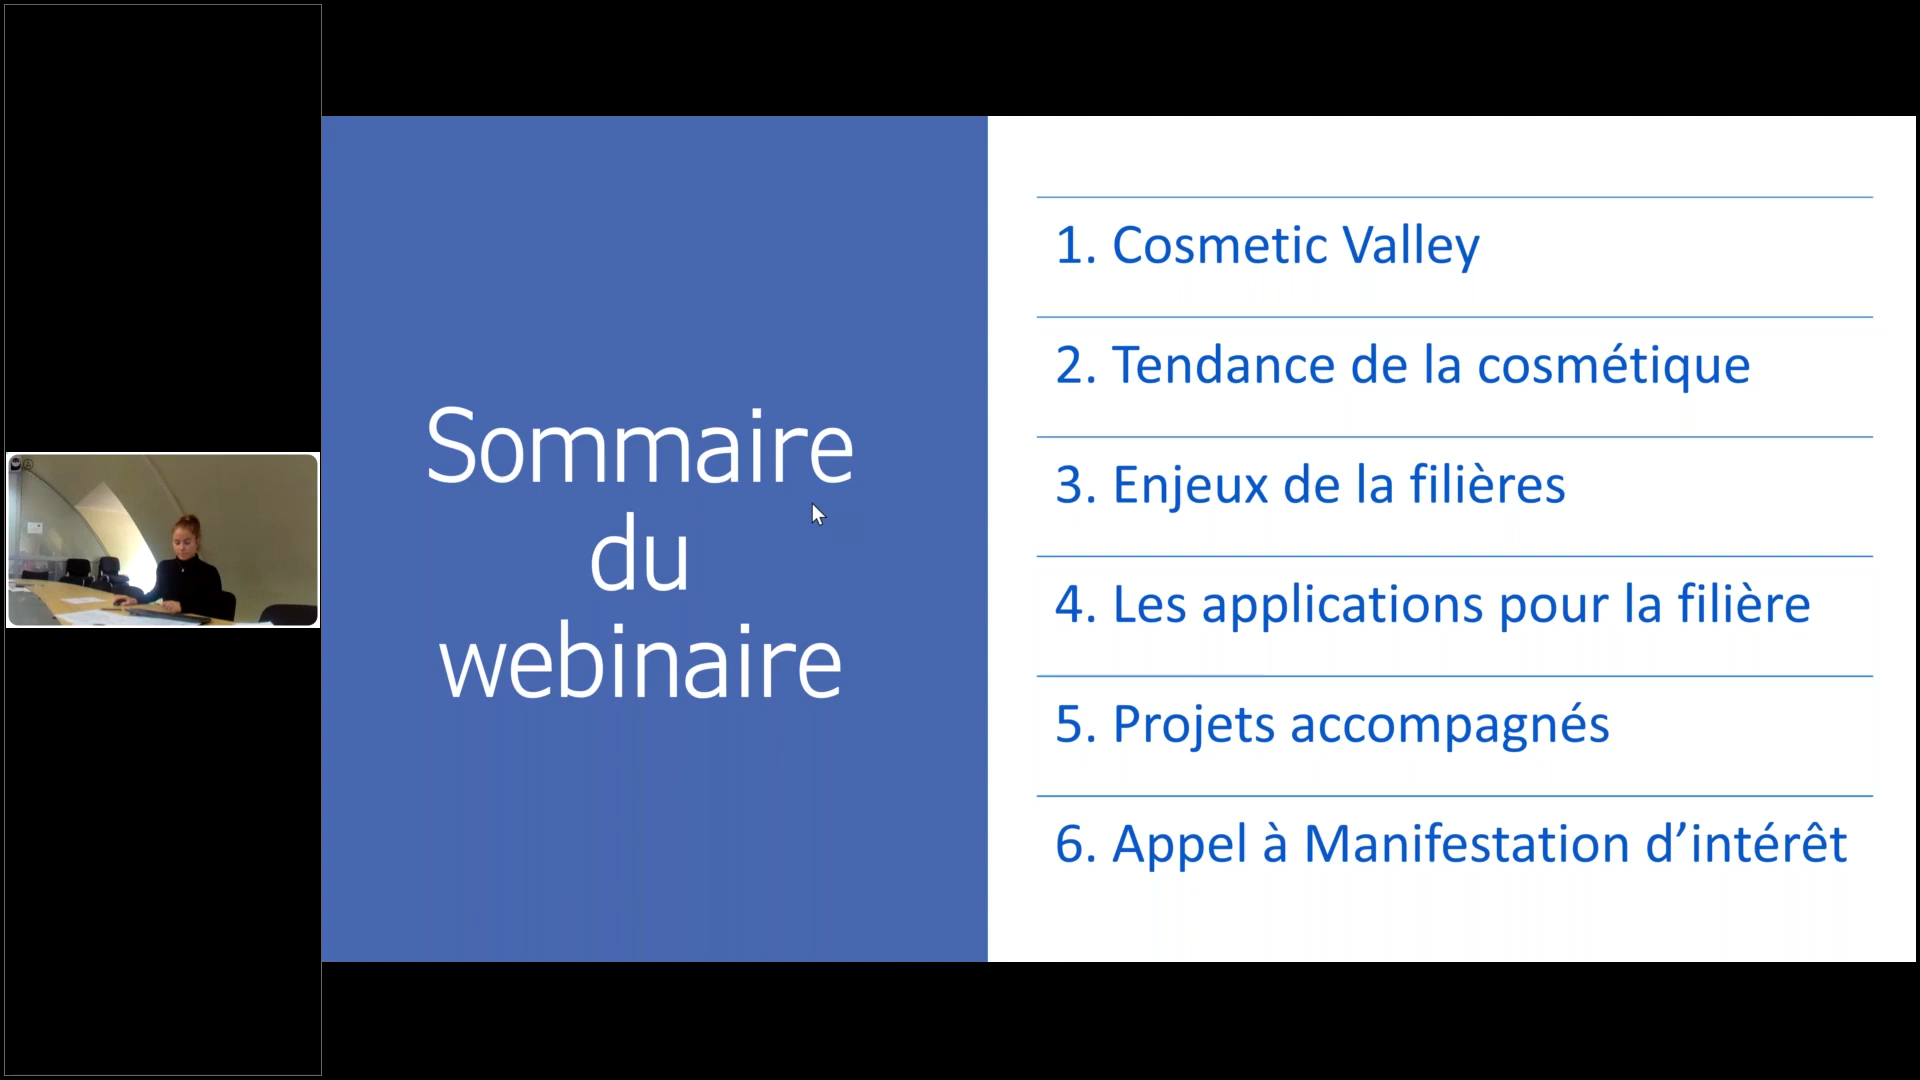 Sommaire
du
webinaire
1. Cosmetic Valley
2. Tendance de la cosmétique
3. Enjeux de la filières
4. Les applications pour la filière
5. Projets accompagnés
6. Appel à Manifestation d’intérêt